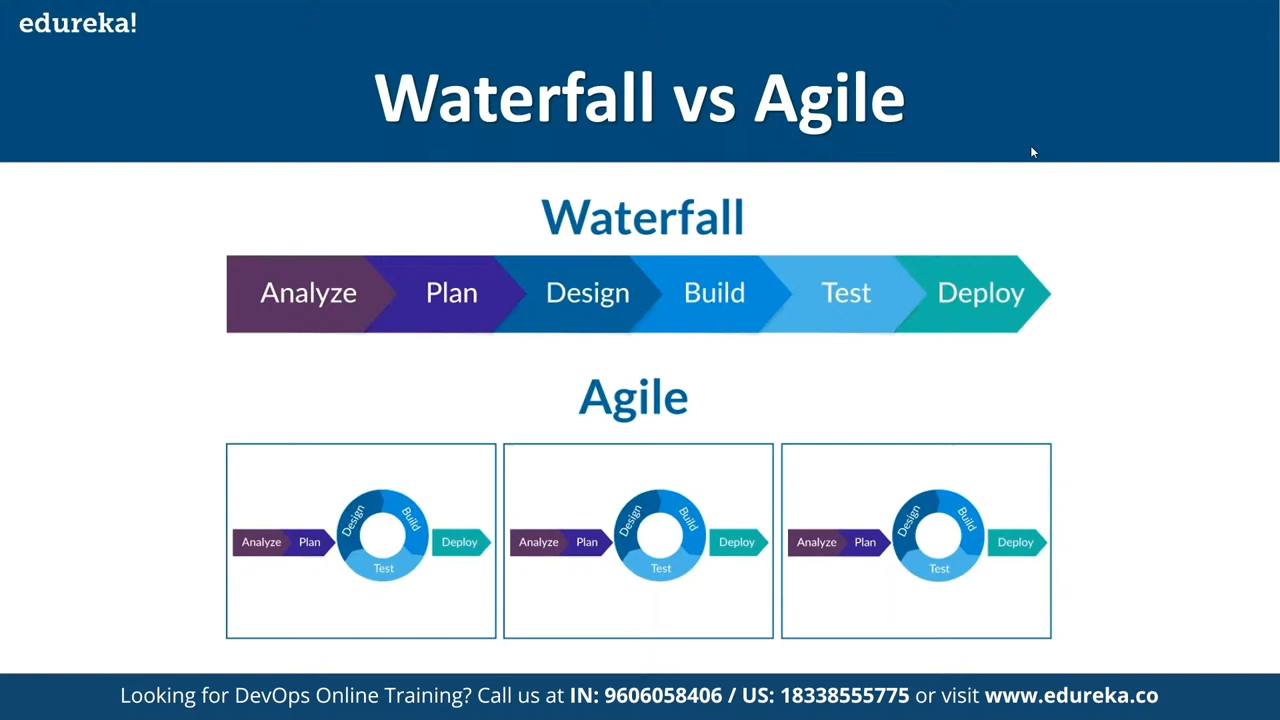 edureka!
Waterfall vs Agile
Waterfall
Analyze Plan Design Build Test Deploy
Agile
Analyze Plan Design Build Test Deploy
Analyze Plan Design Build Test Deploy
Analyze Plan Design Build Test Deploy
Looking for DevOps Online Training? Call us at IN: 9606058406 / US: 18338555775 or visit www.edureka.co